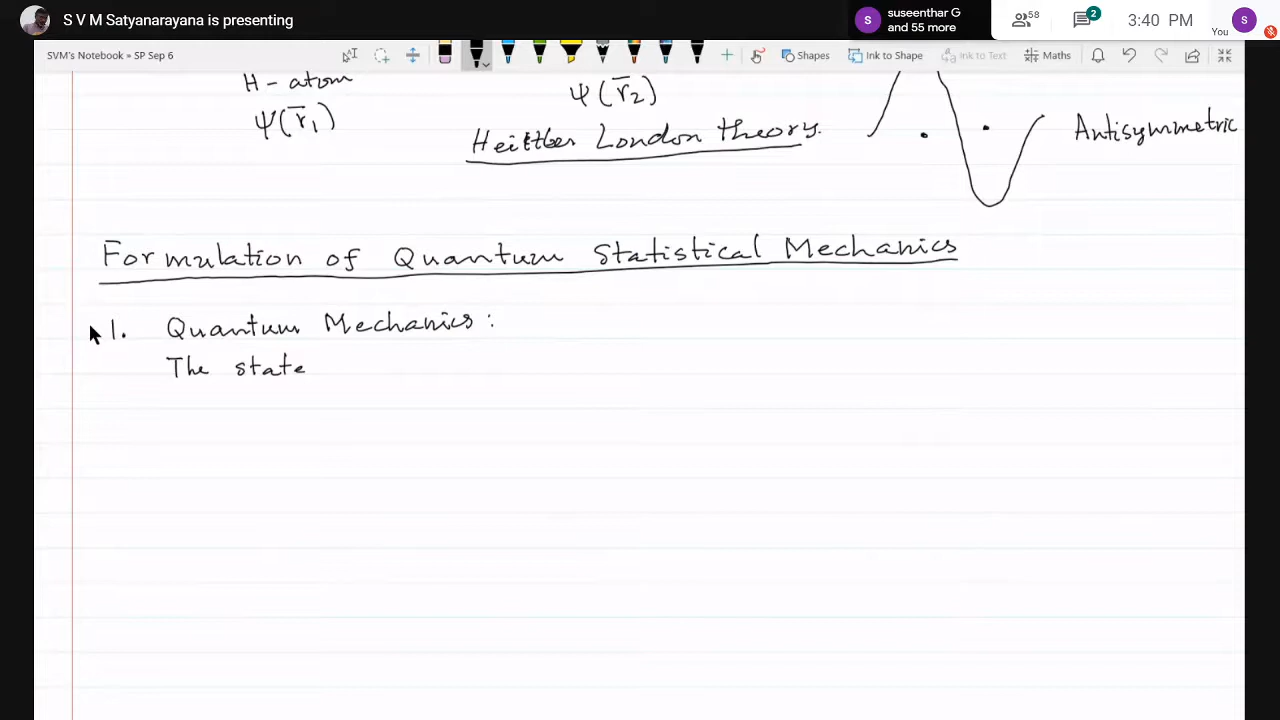 S V M Satyanarayana is presenting
suseenthar G
and 55 more
58
2
3:40 PM
S
S
You
SVM's Notebook » SP Sep 6
Shapes
Ink to Shape
Ink to Text
Maths
H - atom
Ψ(r̅₁)
Ψ(r̅₂)
Heittler London theory.
Antisymmetric
Formulation of Quantum Statistical Mechanics
1. Quantum Mechanics:
The state